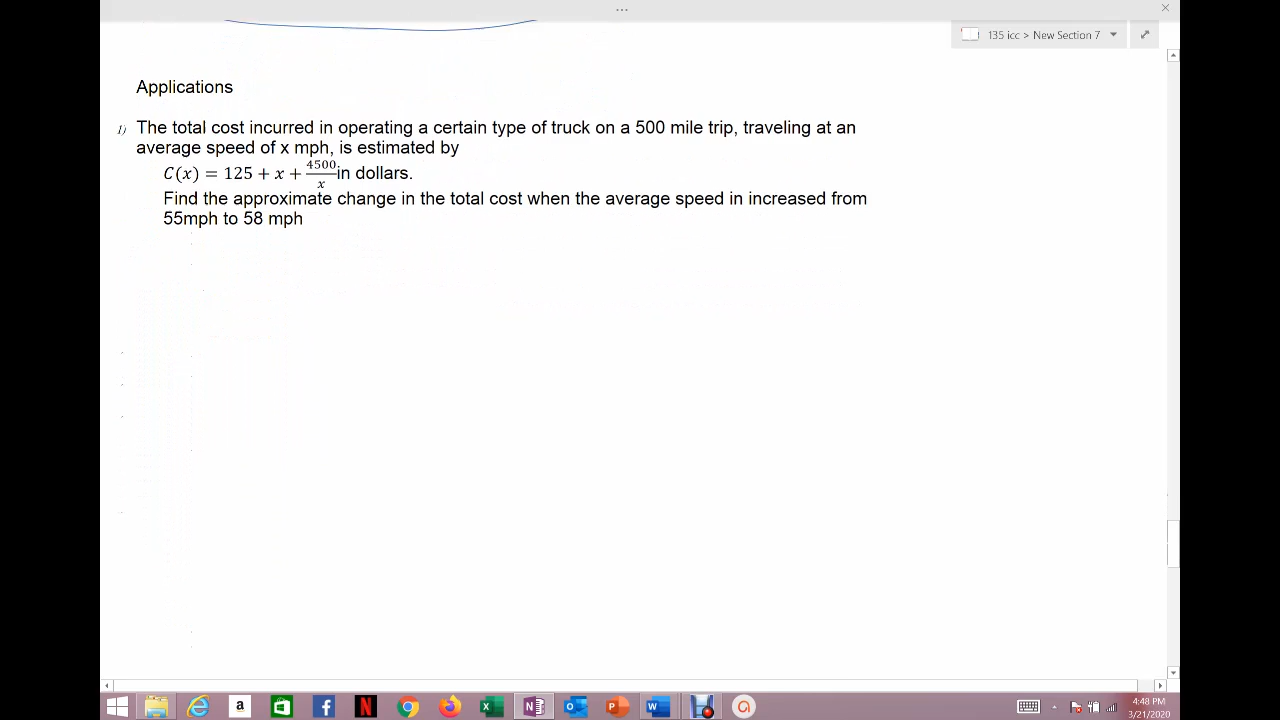 ...
135 icc > New Section 7
Applications
1) The total cost incurred in operating a certain type of truck on a 500 mile trip, traveling at an
average speed of x mph, is estimated by
C(x) = 125 + x + 4500/x in dollars.
Find the approximate change in the total cost when the average speed in increased from
55mph to 58 mph
4:48 PM
3/21/2020